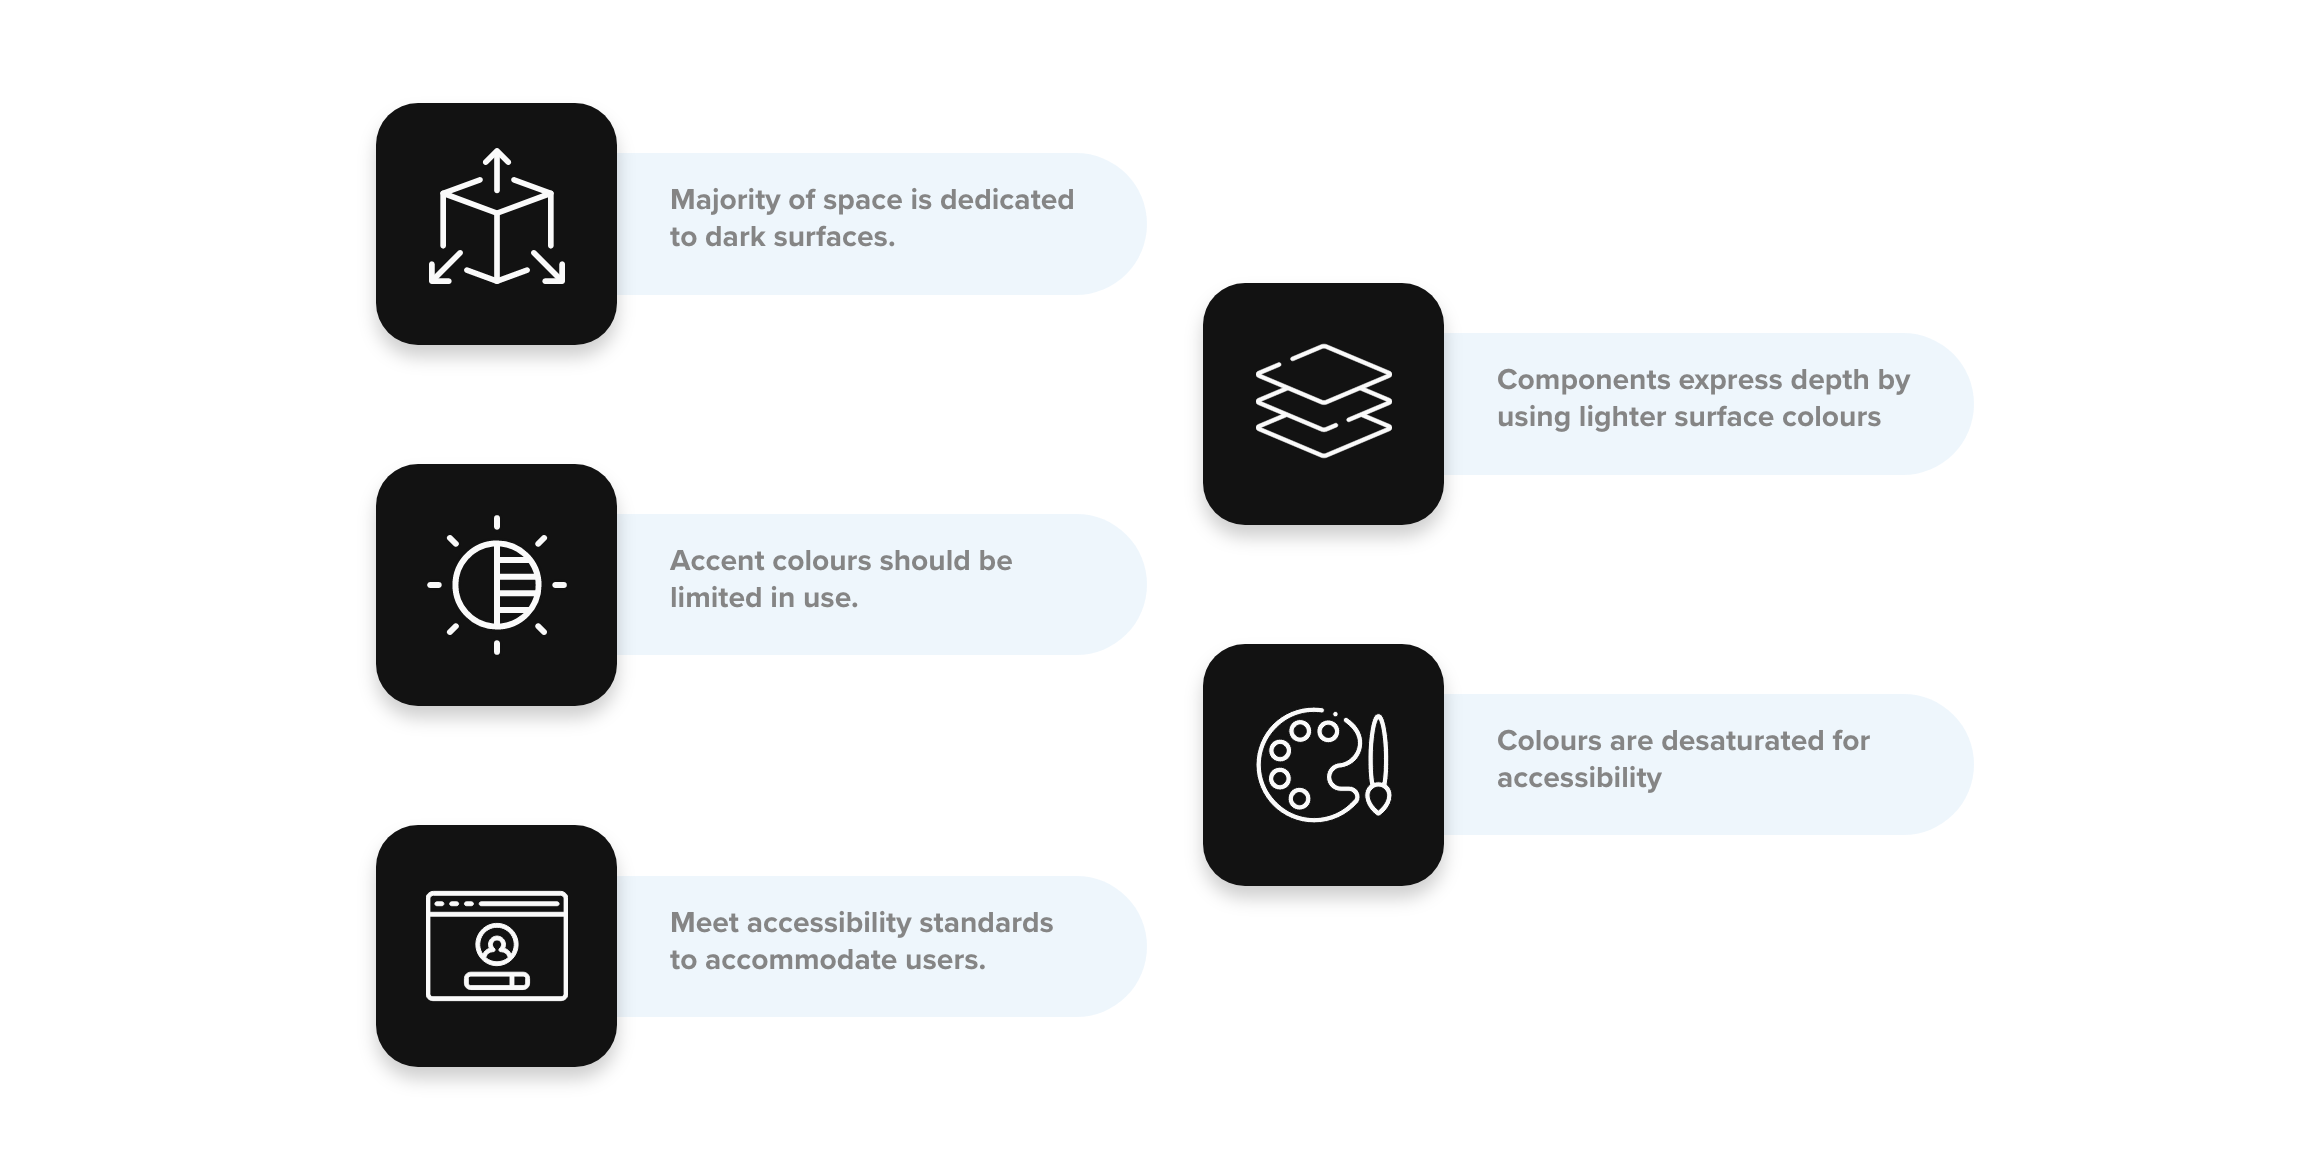 Majority of space is dedicated
to dark surfaces.
Components express depth by
using lighter surface colours
Accent colours should be
limited in use.
Colours are desaturated for
accessibility
Meet accessibility standards
to accommodate users.